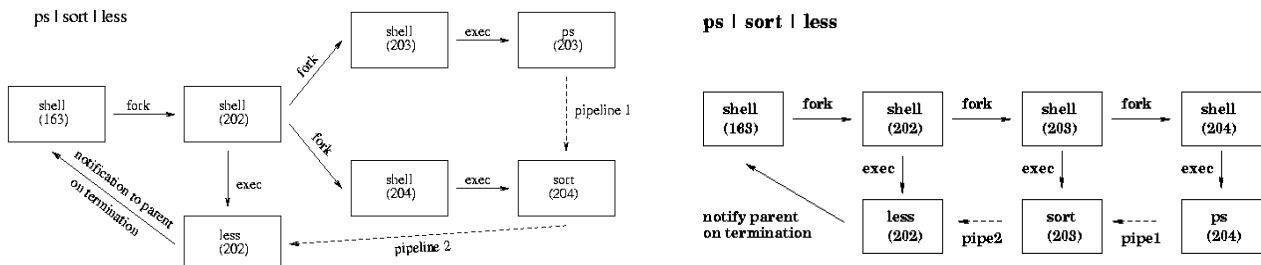 ps | sort | less
shell
(203)
exec
ps
(203)
fork
shell
(163)
fork
shell
(202)
pipeline 1
fork
notification to parent
on termination
exec
shell
(204)
exec
sort
(204)
less
(202)
pipeline 2
ps | sort | less
shell
(163)
fork
shell
(202)
fork
shell
(203)
fork
shell
(204)
exec
exec
exec
notify parent
on termination
less
(202)
pipe2
sort
(203)
pipe1
ps
(204)